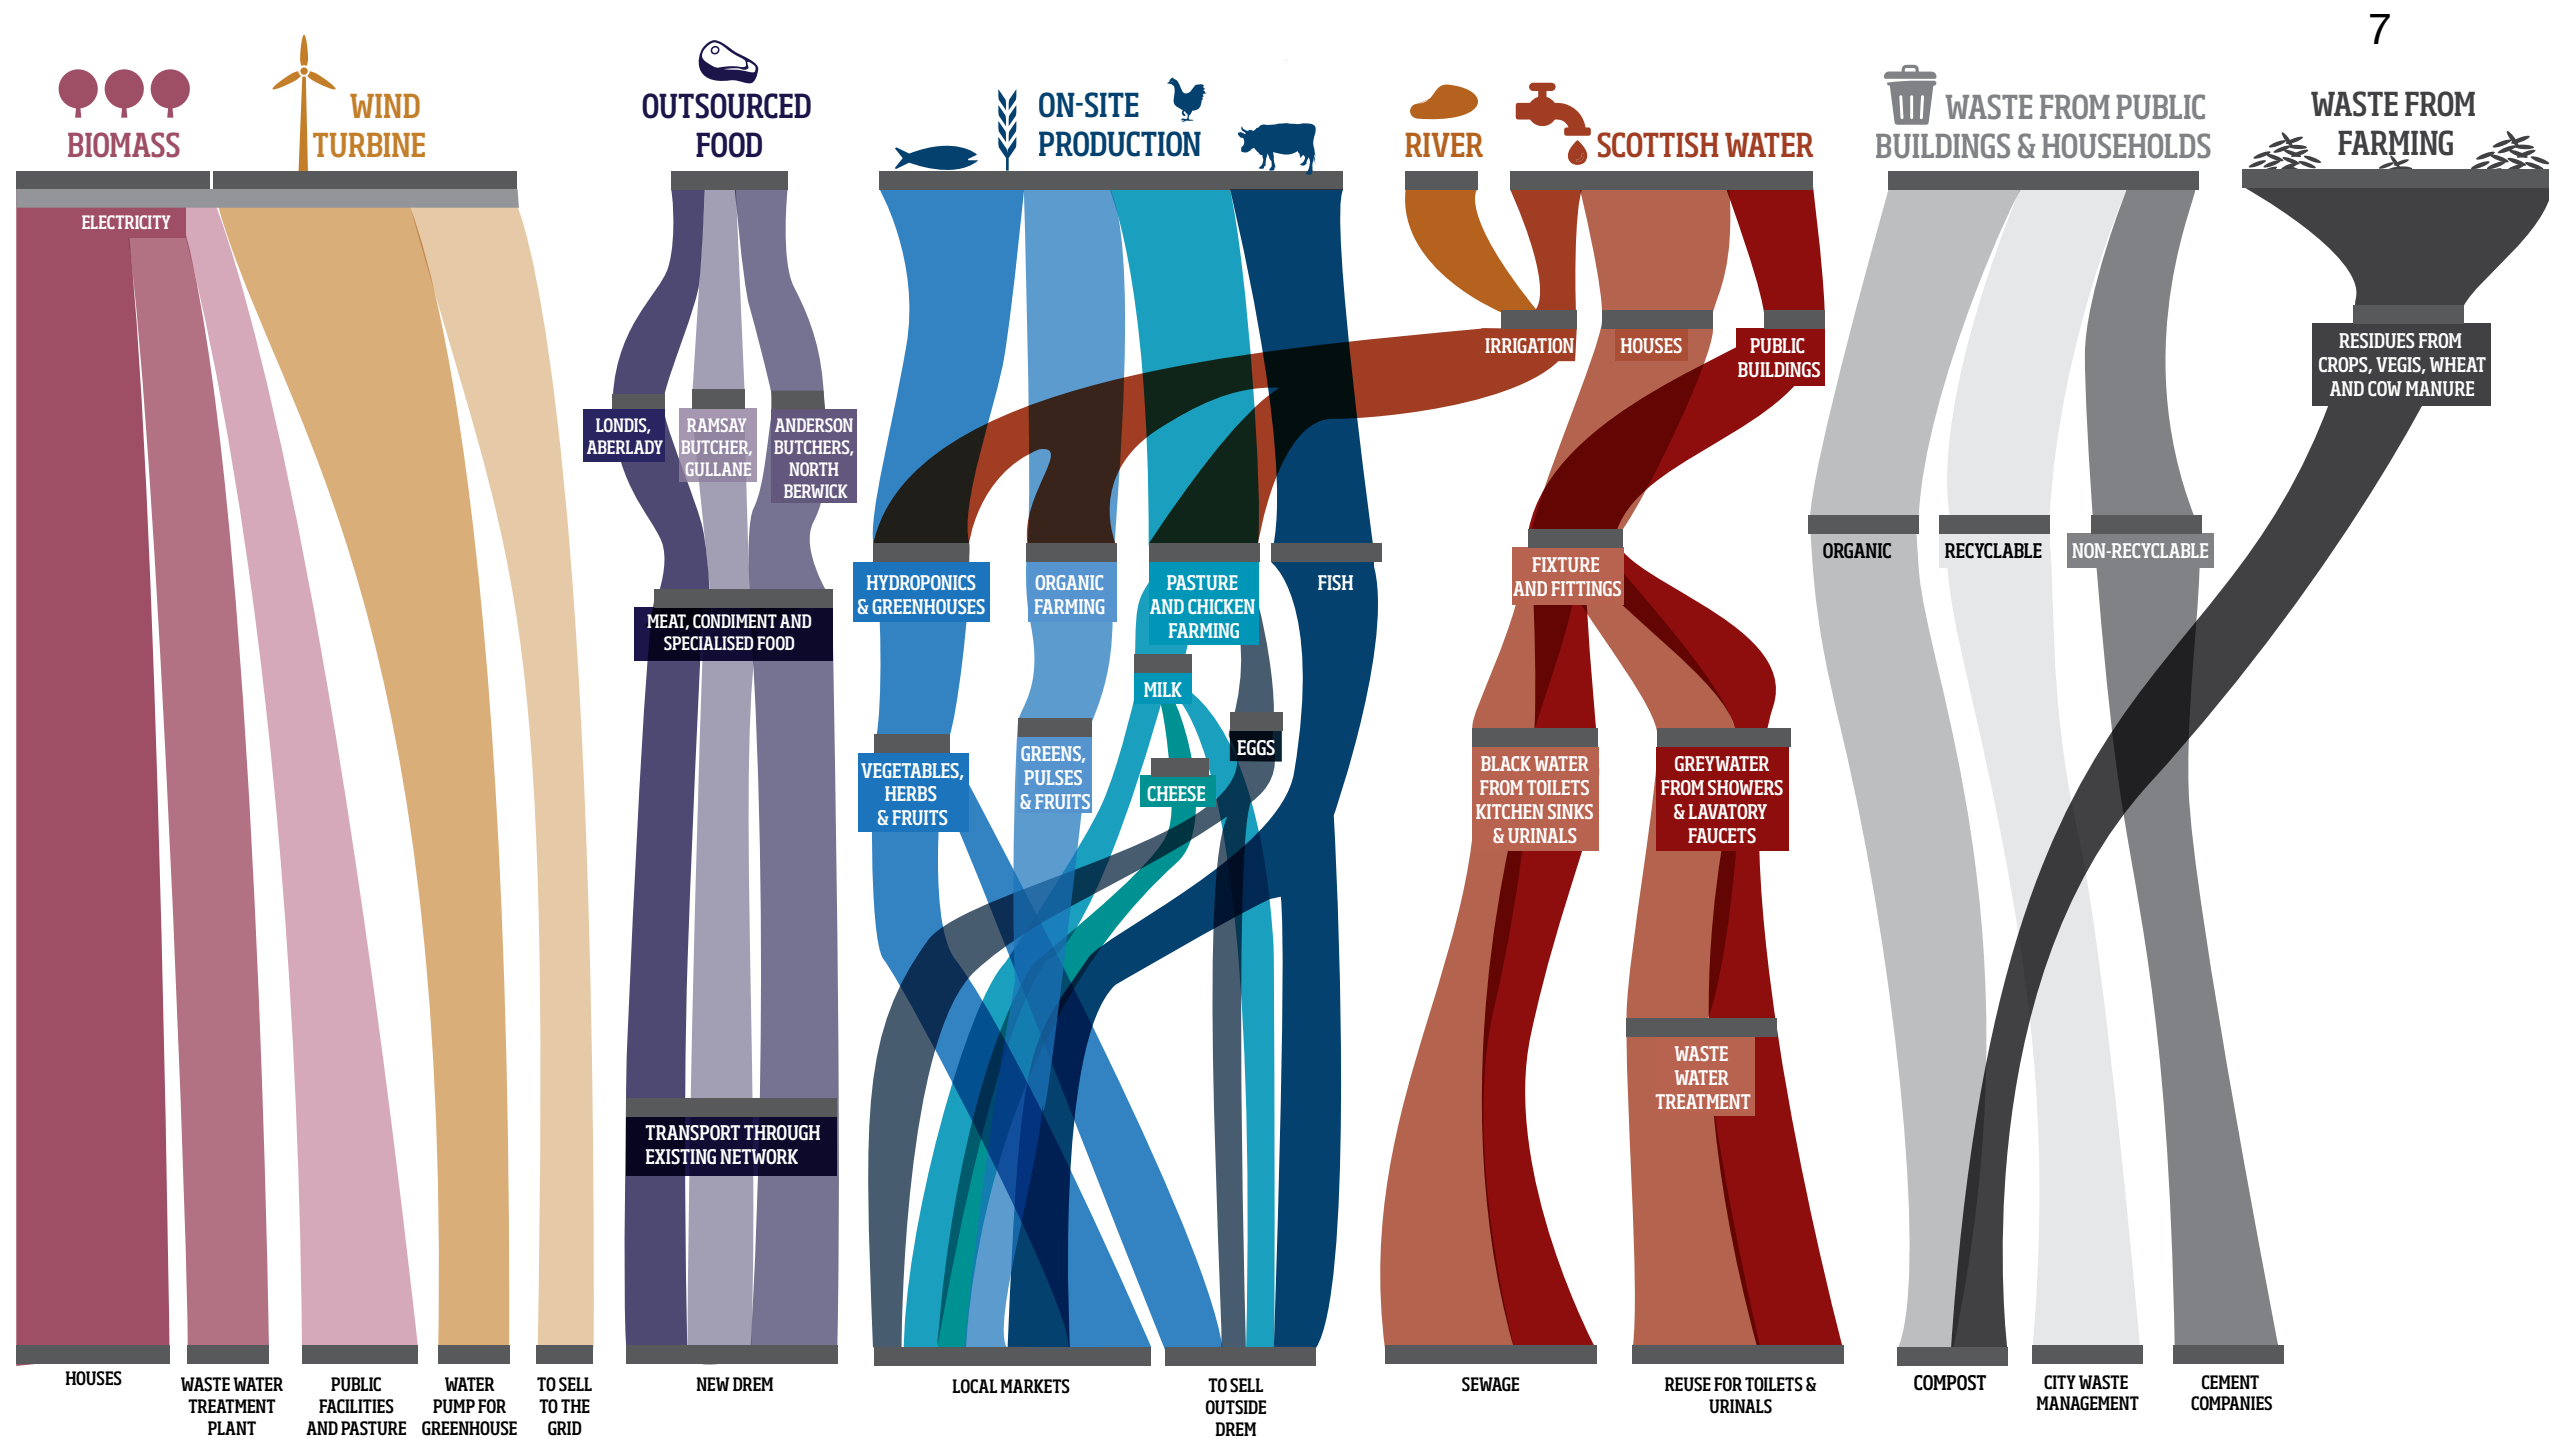 7
BIOMASS
WIND
TURBINE
OUTSOURCED
FOOD
ON-SITE
PRODUCTION
RIVER
SCOTTISH WATER
WASTE FROM PUBLIC
BUILDINGS & HOUSEHOLDS
WASTE FROM
FARMING
ELECTRICITY
IRRIGATION
HOUSES
PUBLIC
BUILDINGS
RESIDUES FROM
CROPS, VEGIS, WHEAT
AND COW MANURE
LONDIS,
ABERLADY
RAMSAY
BUTCHER,
GULLANE
ANDERSON
BUTCHERS,
NORTH
BERWICK
ORGANIC
RECYCLABLE
NON-RECYCLABLE
FIXTURE
AND FITTINGS
HYDROPONICS
& GREENHOUSES
ORGANIC
FARMING
PASTURE
AND CHICKEN
FARMING
FISH
MEAT, CONDIMENT AND
SPECIALISED FOOD
MILK
EGGS
VEGETABLES,
HERBS
& FRUITS
GREENS,
PULSES
& FRUITS
CHEESE
BLACK WATER
FROM TOILETS
KITCHEN SINKS
& URINALS
GREYWATER
FROM SHOWERS
& LAVATORY
FAUCETS
WASTE
WATER
TREATMENT
TRANSPORT THROUGH
EXISTING NETWORK
HOUSES
WASTE WATER
TREATMENT
PLANT
PUBLIC
FACILITIES
AND PASTURE
WATER
PUMP FOR
GREENHOUSE
TO SELL
TO THE
GRID
NEW DREM
LOCAL MARKETS
TO SELL
OUTSIDE
DREM
SEWAGE
REUSE FOR TOILETS &
URINALS
COMPOST
CITY WASTE
MANAGEMENT
CEMENT
COMPANIES